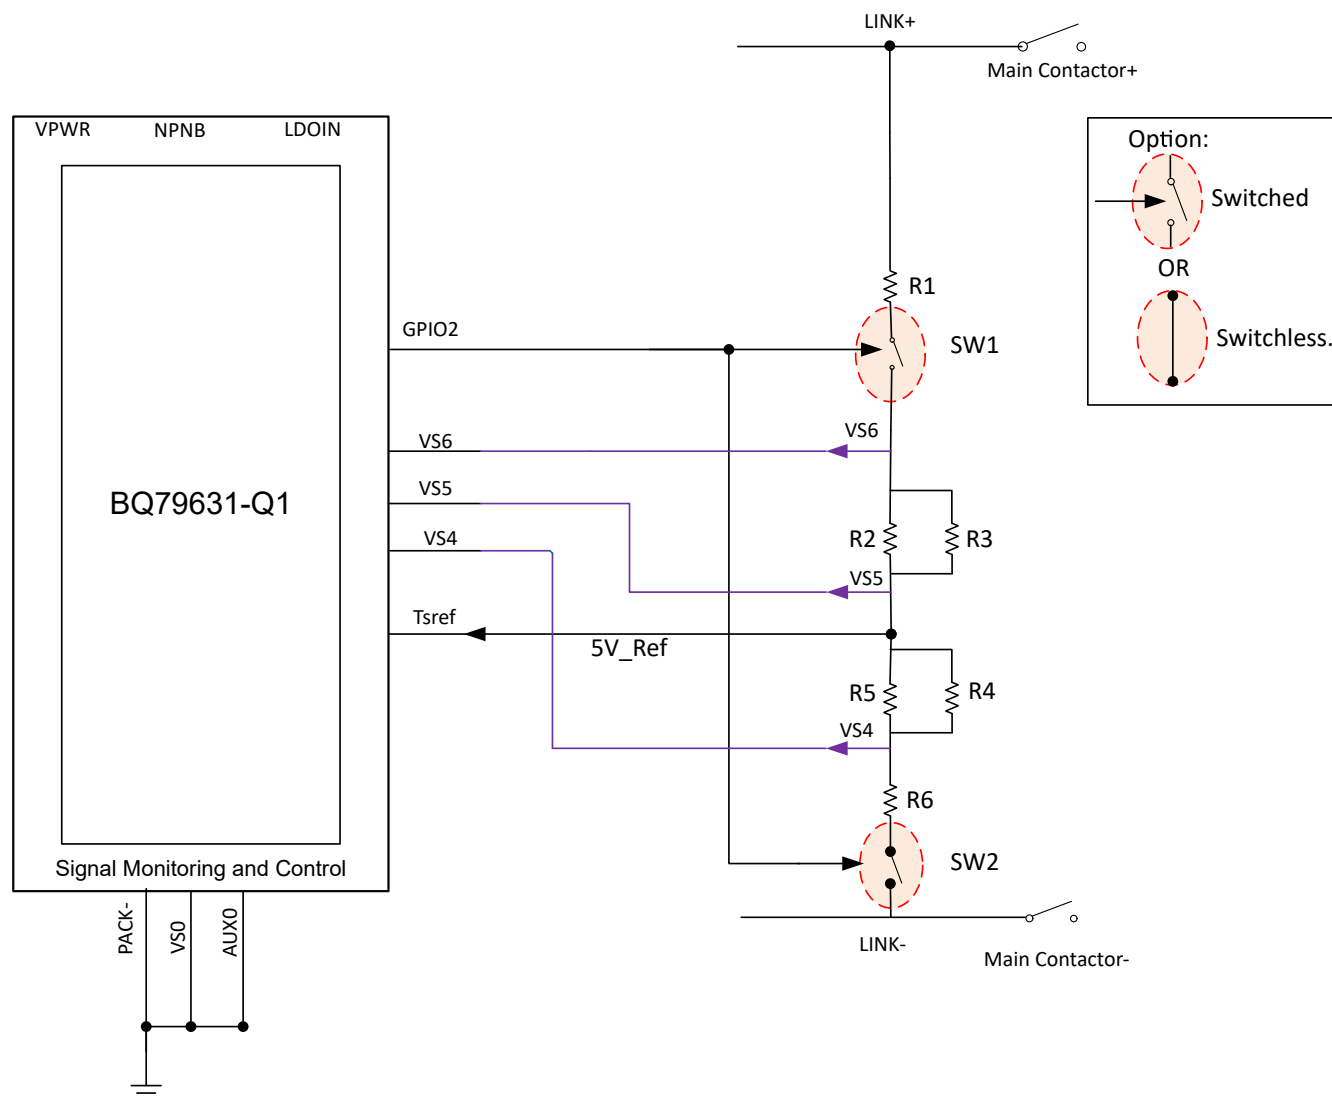 LINK+
Main Contactor+
VPWR
NPNB
LDOIN
Option:
Switched
OR
Switchless.
R1
GPIO2
SW1
VS6
VS6
VS5
BQ79631-Q1
VS4
R2
R3
VS5
Tsref
5V_Ref
R5
R4
VS4
R6
Signal Monitoring and Control
SW2
PACK-
VS0
AUX0
LINK-
Main Contactor-